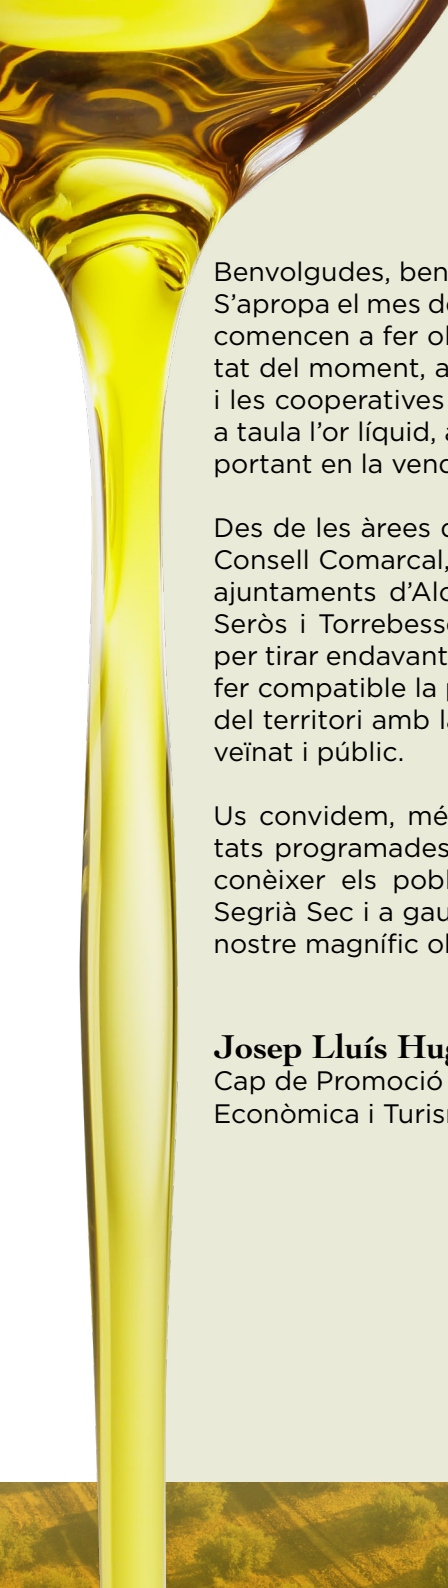 Benvolgudes, ben
S'apropa el mes d
comencen a fer ol
tat del moment, a
i les cooperatives
a taula l'or líquid,
portant en la ven
Des de les àrees
Consell Comarcal,
ajuntaments d'Al
Seròs i Torrebess
per tirar endavant
fer compatible la
del territori amb l
veïnat i públic.
Us convidem, mé
tats programades
conèixer els pobl
Segrià Sec i a gau
nostre magnífic ol
Josep Lluís Hu
Cap de Promoció
Econòmica i Turis